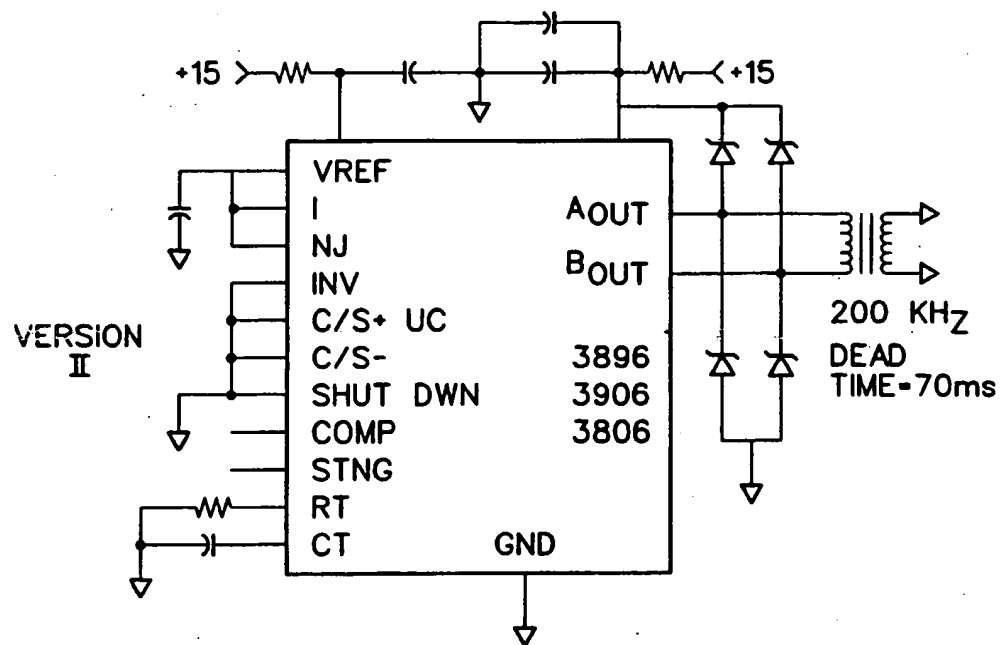 +15
+15
VREF
I
NJ
INV
C/S+ UC
C/S-
SHUT DWN
COMP
STNG
RT
CT
GND
AOUT
BOUT
3896
3906
3806
VERSION
II
200 KHZ
DEAD
TIME=70ms